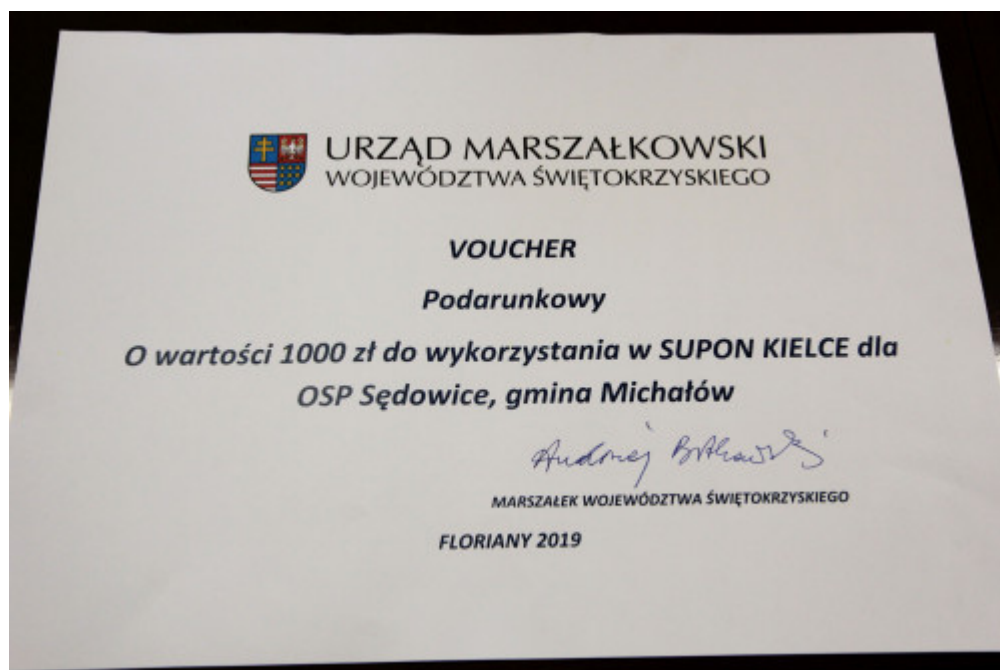 URZĄD MARSZAŁKOWSKI
WOJEWÓDZTWA ŚWIĘTOKRZYSKIEGO
VOUCHER
Podarunkowy
O wartości 1000 zł do wykorzystania w SUPON KIELCE dla
OSP Sędowice, gmina Michałów
Andrzej
MARSZAŁEK WOJEWÓDZTWA ŚWIĘTOKRZYSKIEGO
FLORIANY 2019